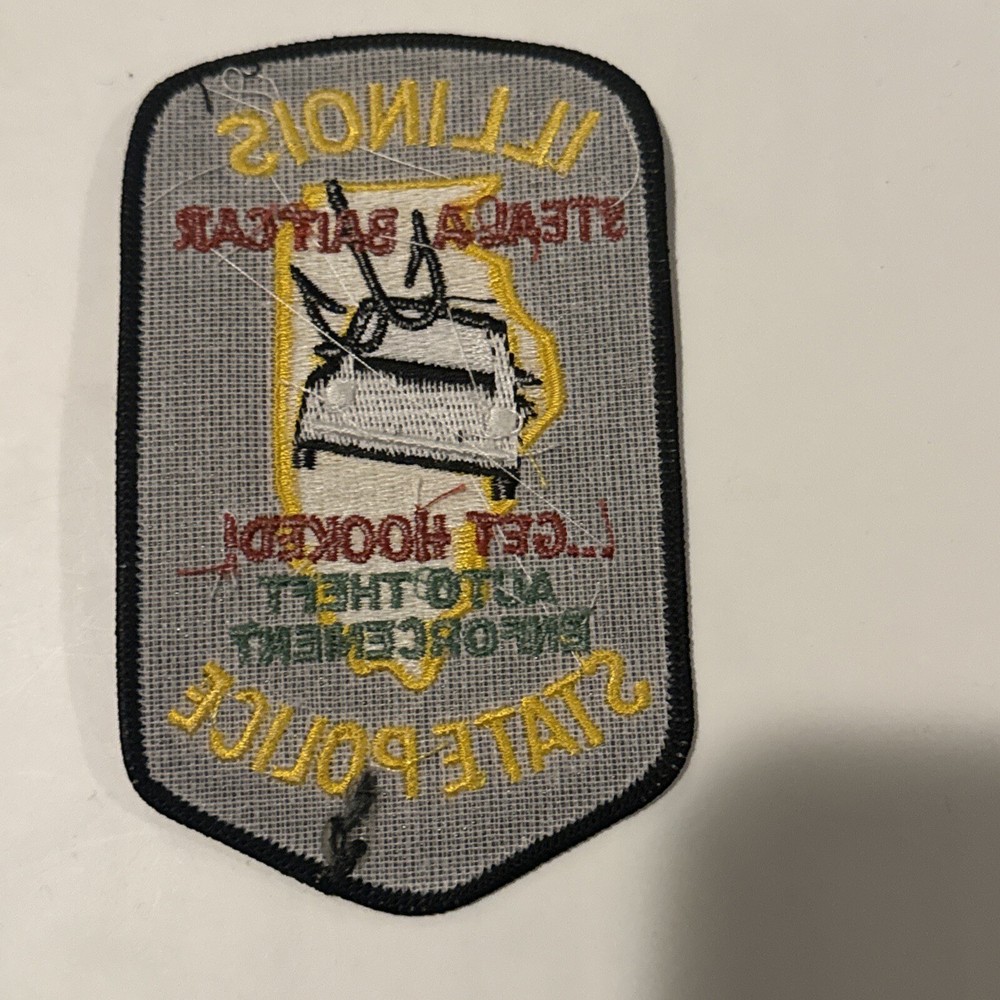 ILLINOIS
STEAL A BAIT CAR
...GET HOOKED!
AUTO THEFT
ENFORCEMENT
STATE POLICE